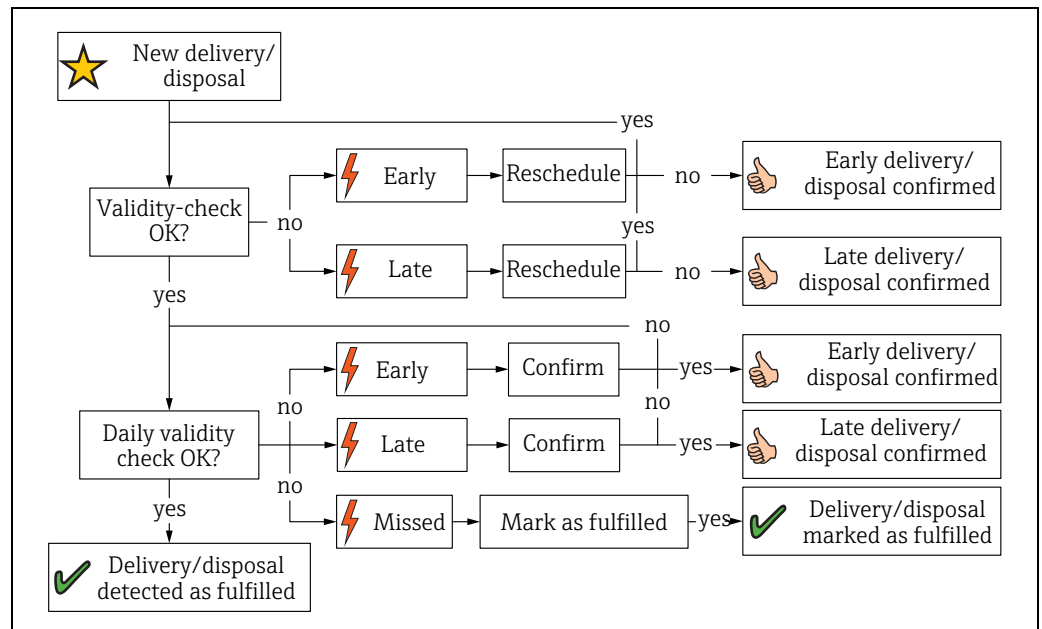 New delivery/
disposal
yes
Early
Reschedule
no
Early delivery/
disposal confirmed
Validity-check
OK?
no
yes
Late
Reschedule
no
Late delivery/
disposal confirmed
yes
no
Early
Confirm
yes
Early delivery/
disposal confirmed
no
no
Daily validity
check OK?
Late
Confirm
yes
Late delivery/
disposal confirmed
no
yes
Missed
Mark as fulfilled
yes
Delivery/disposal
marked as fulfilled
Delivery/disposal
detected as fulfilled